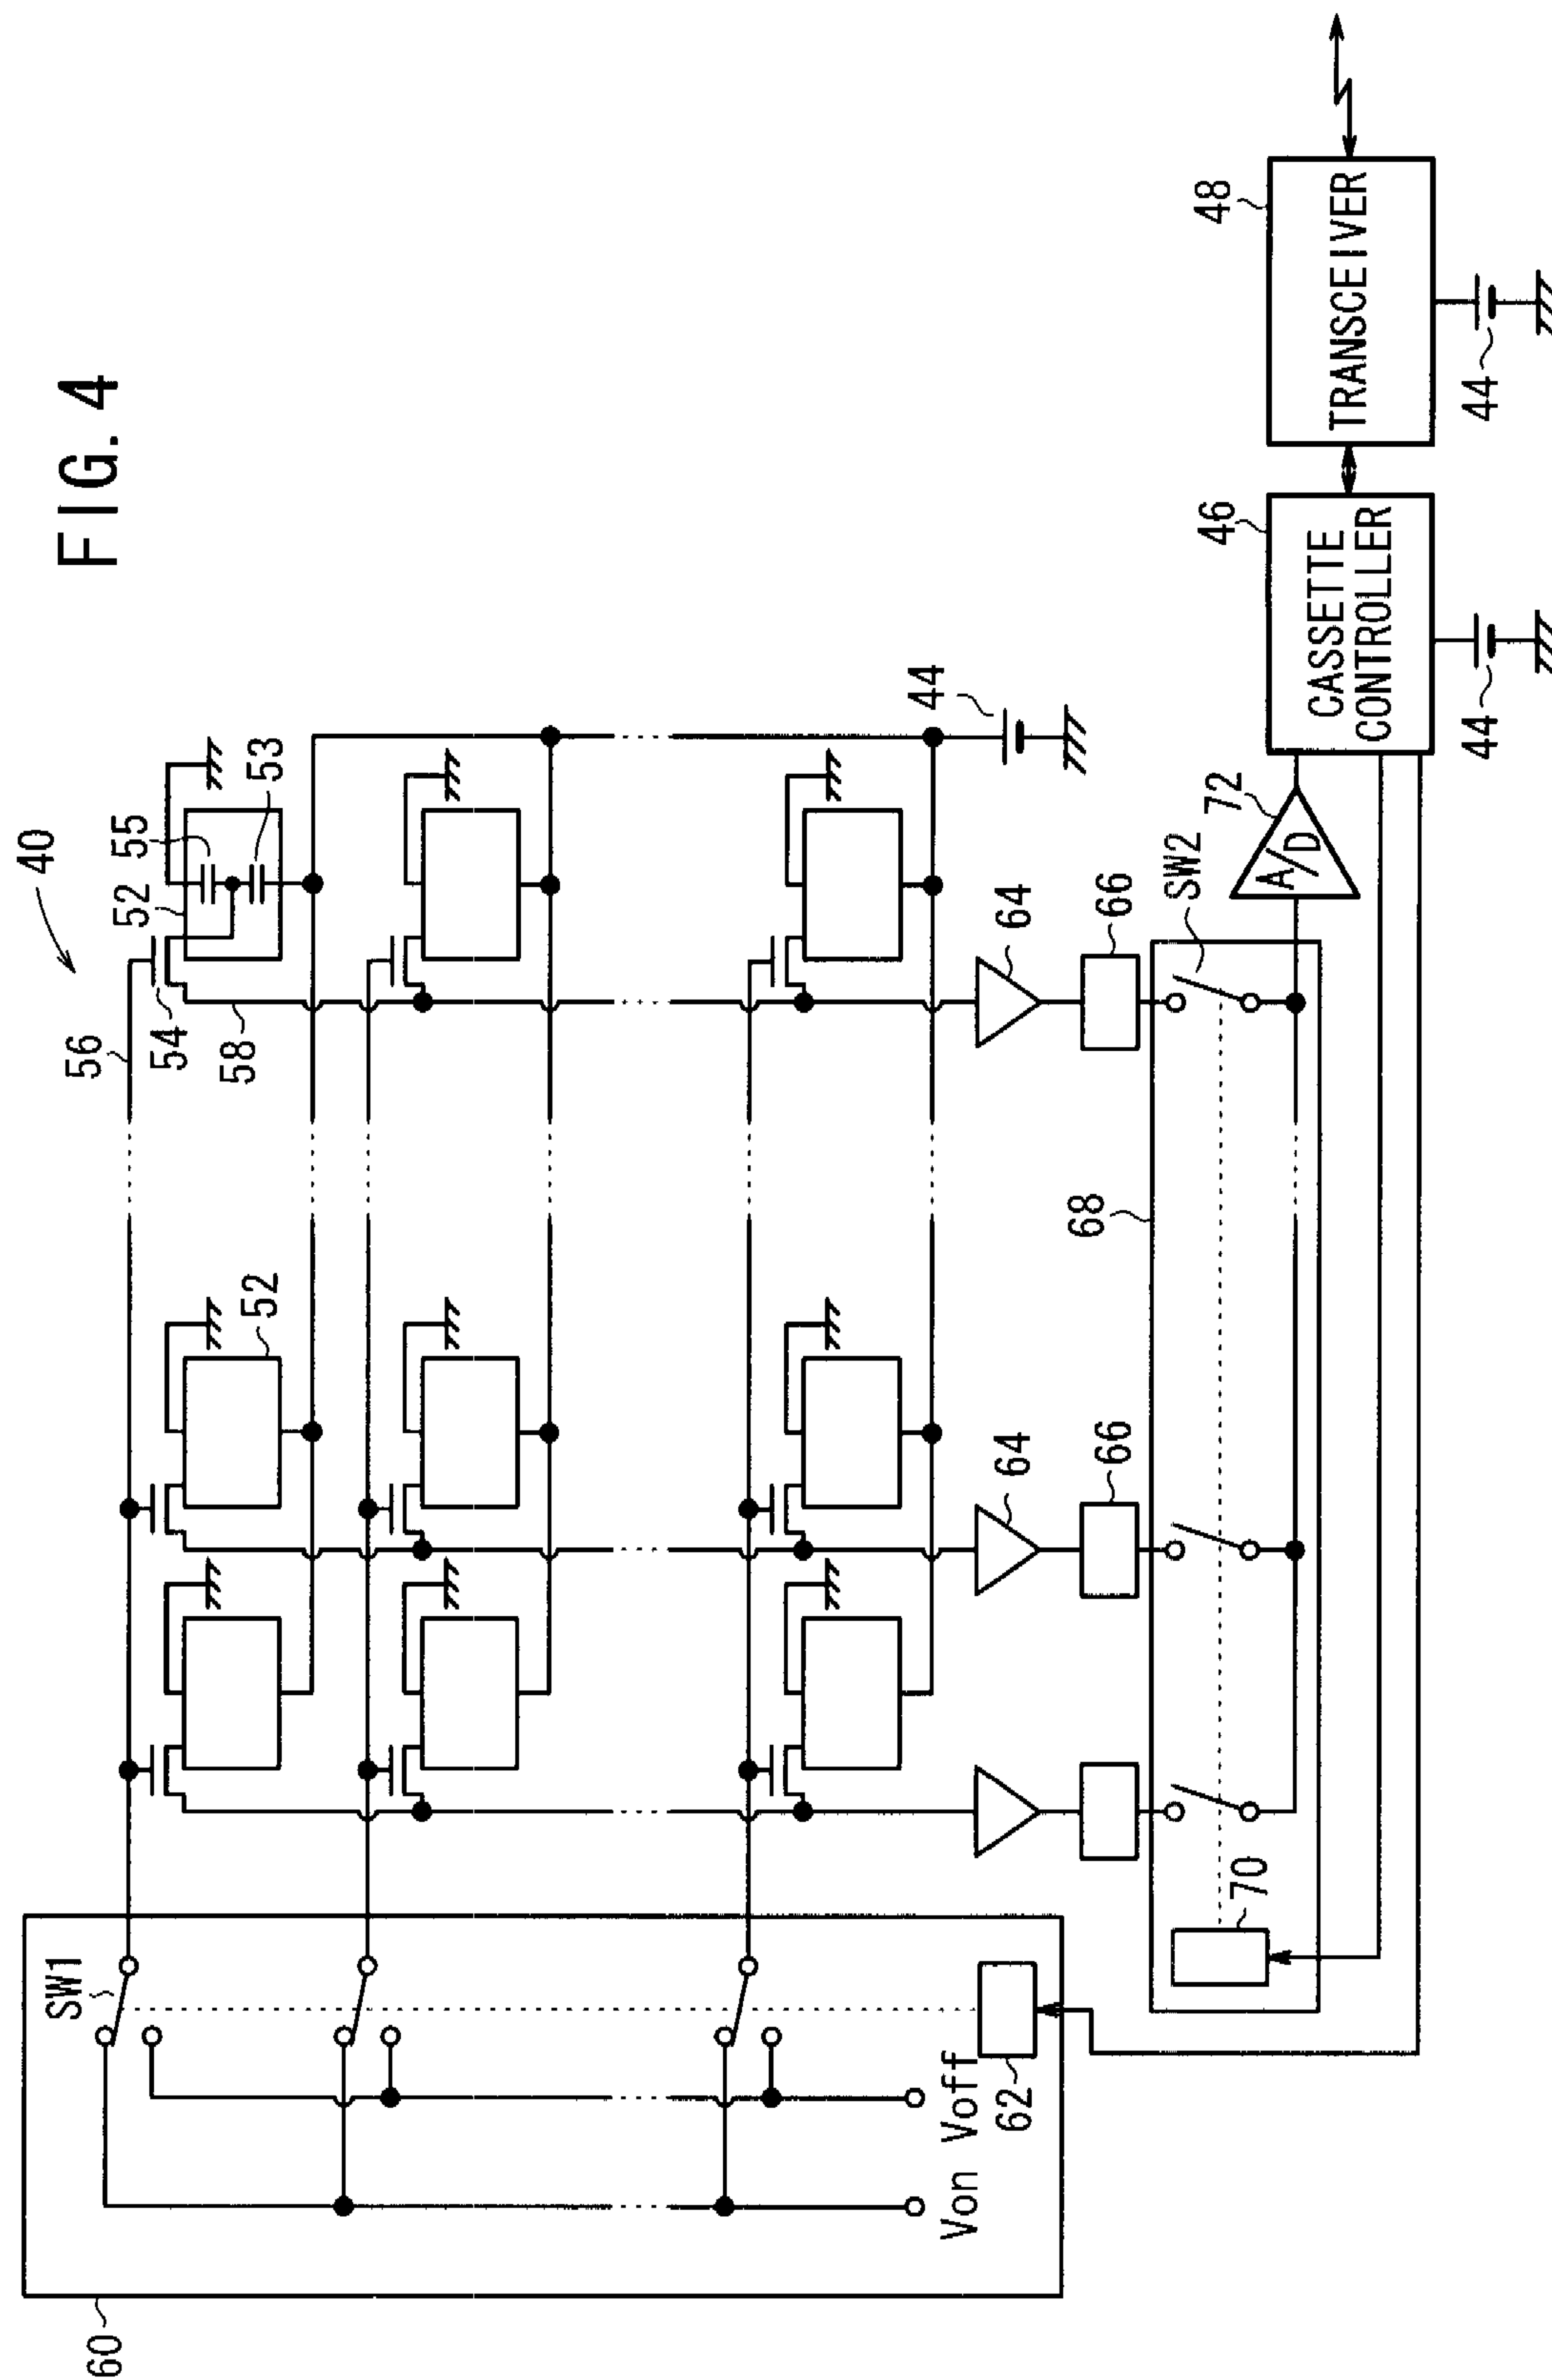 FIG. 4
40
60
SW1
56
54
58
52
55
53
52
44
Von Voff
62
64
64
66
66
68
SW2
70
72
A/D
46
CASSETTE
CONTROLLER
48
TRANSCEIVER
44
44